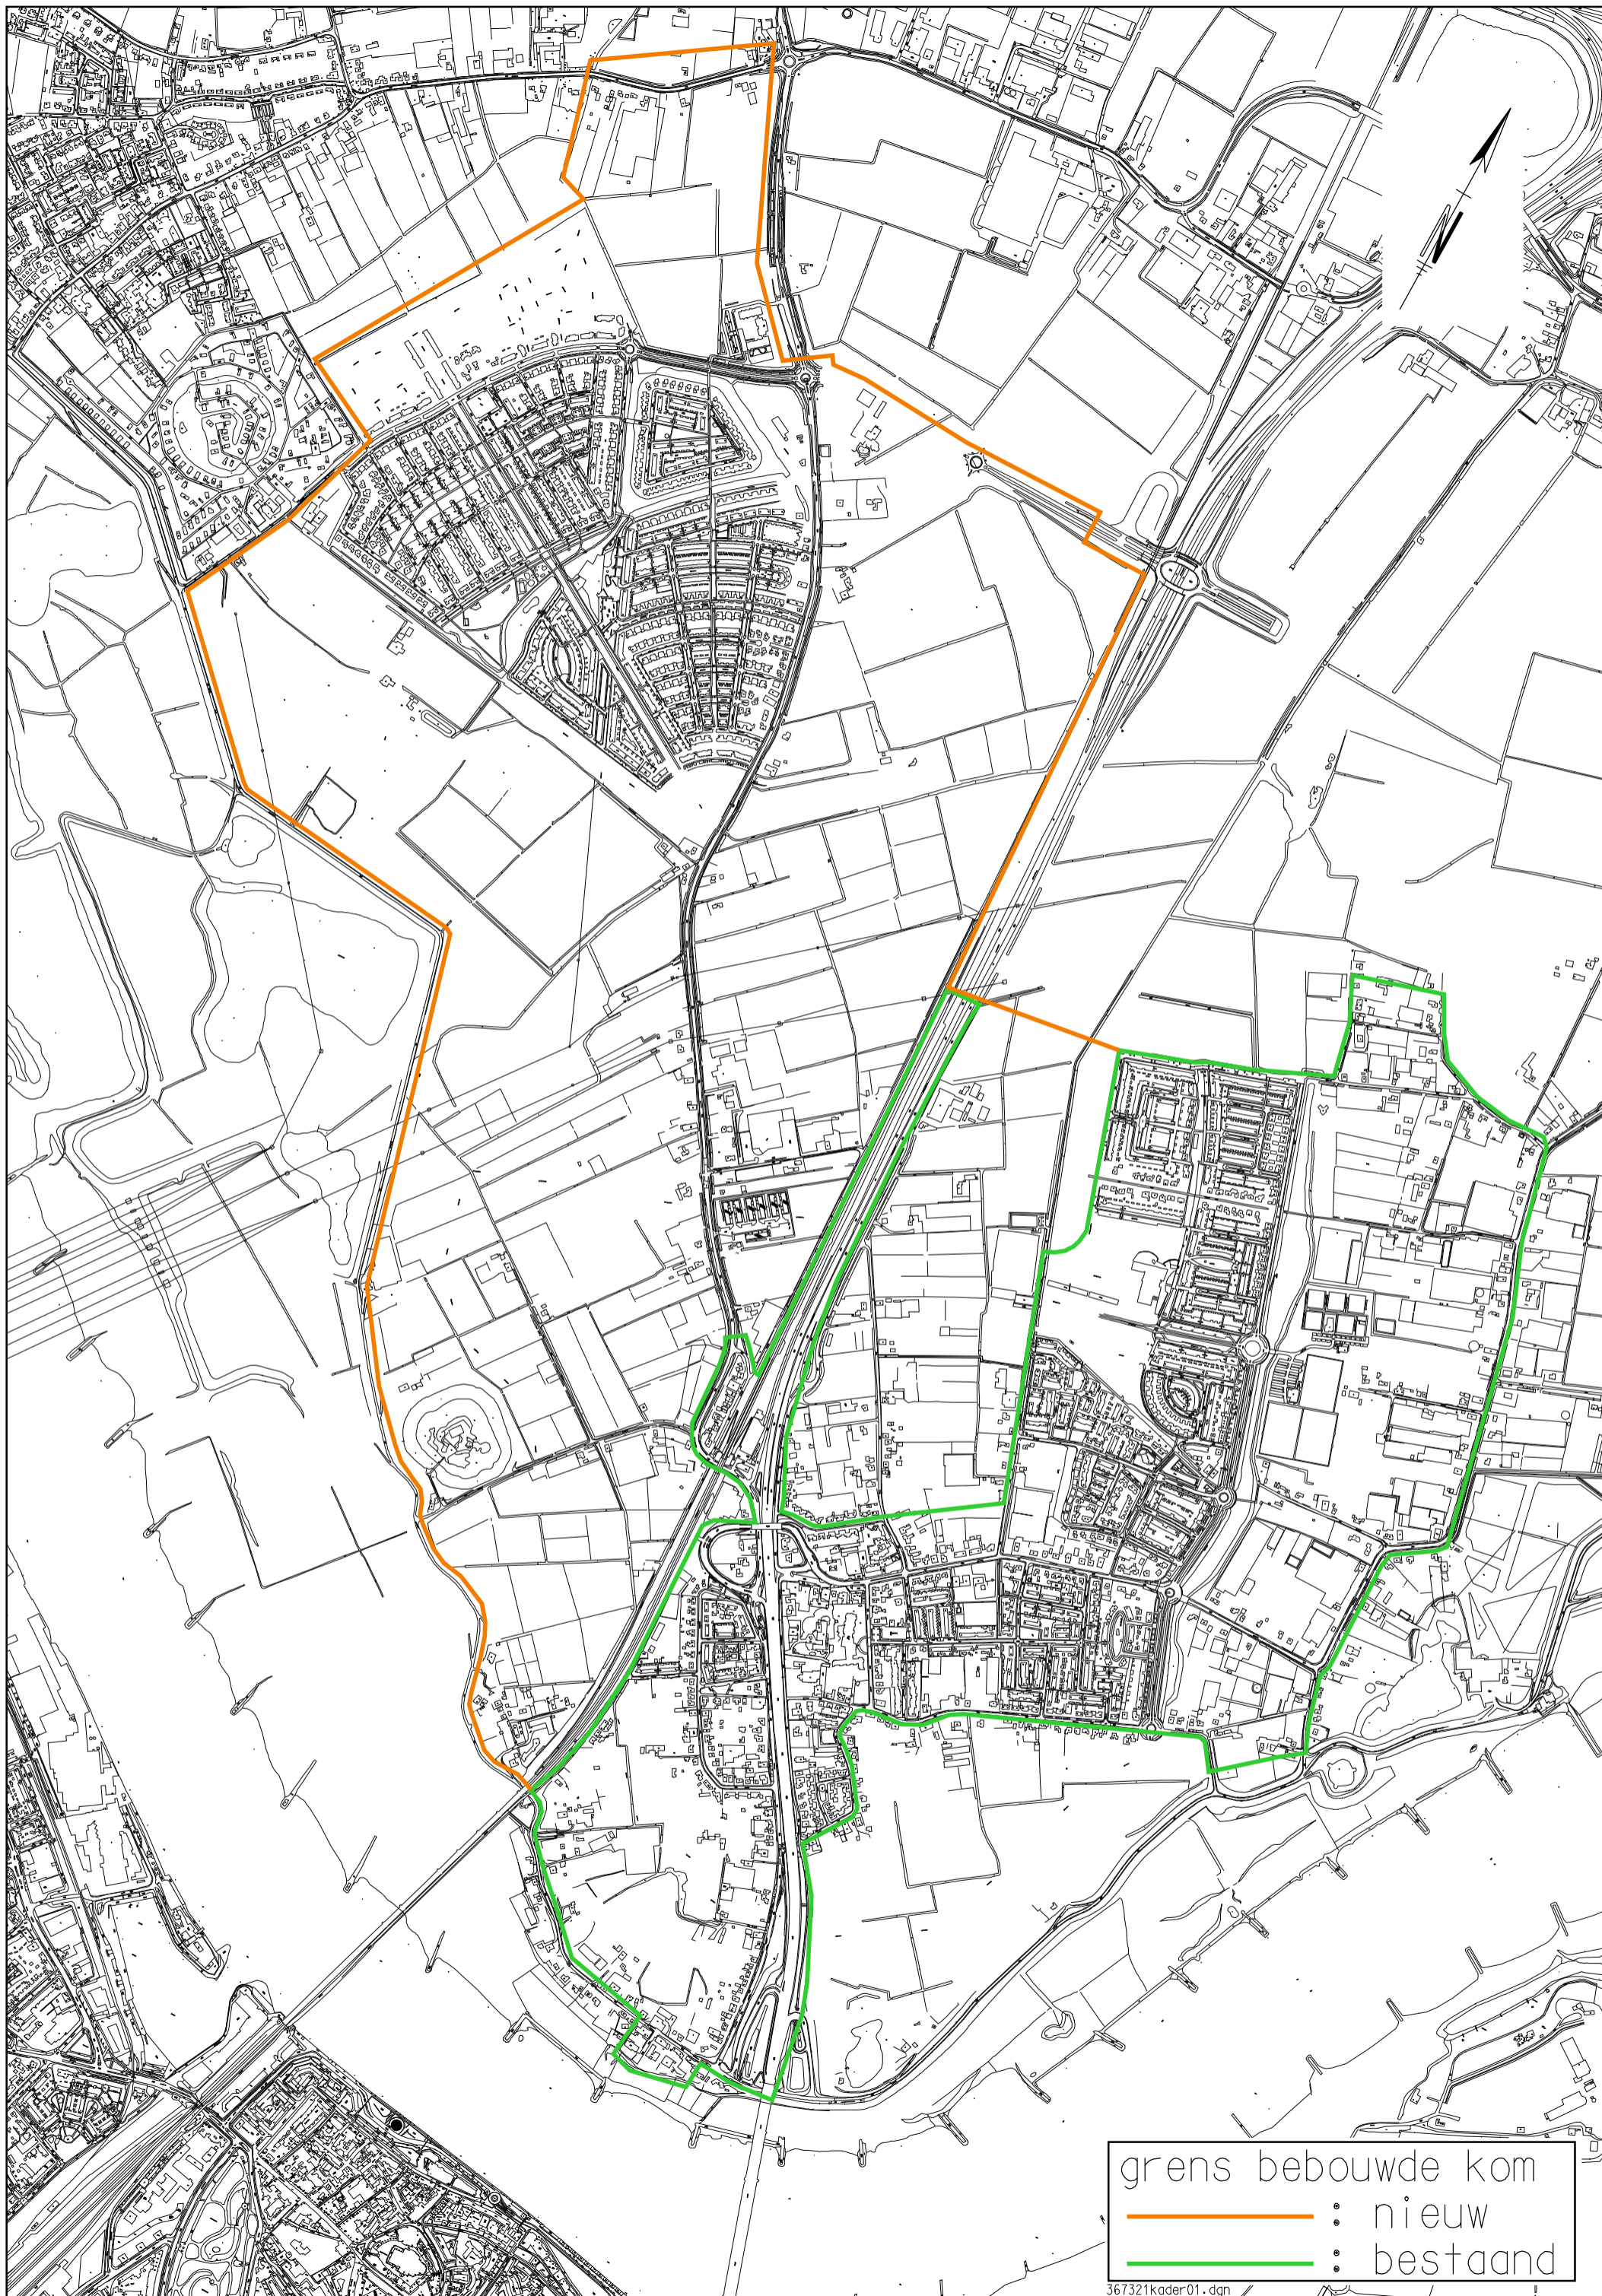 N
grens bebouwde kom
: nieuw
: bestaand
367321kader01.dgn